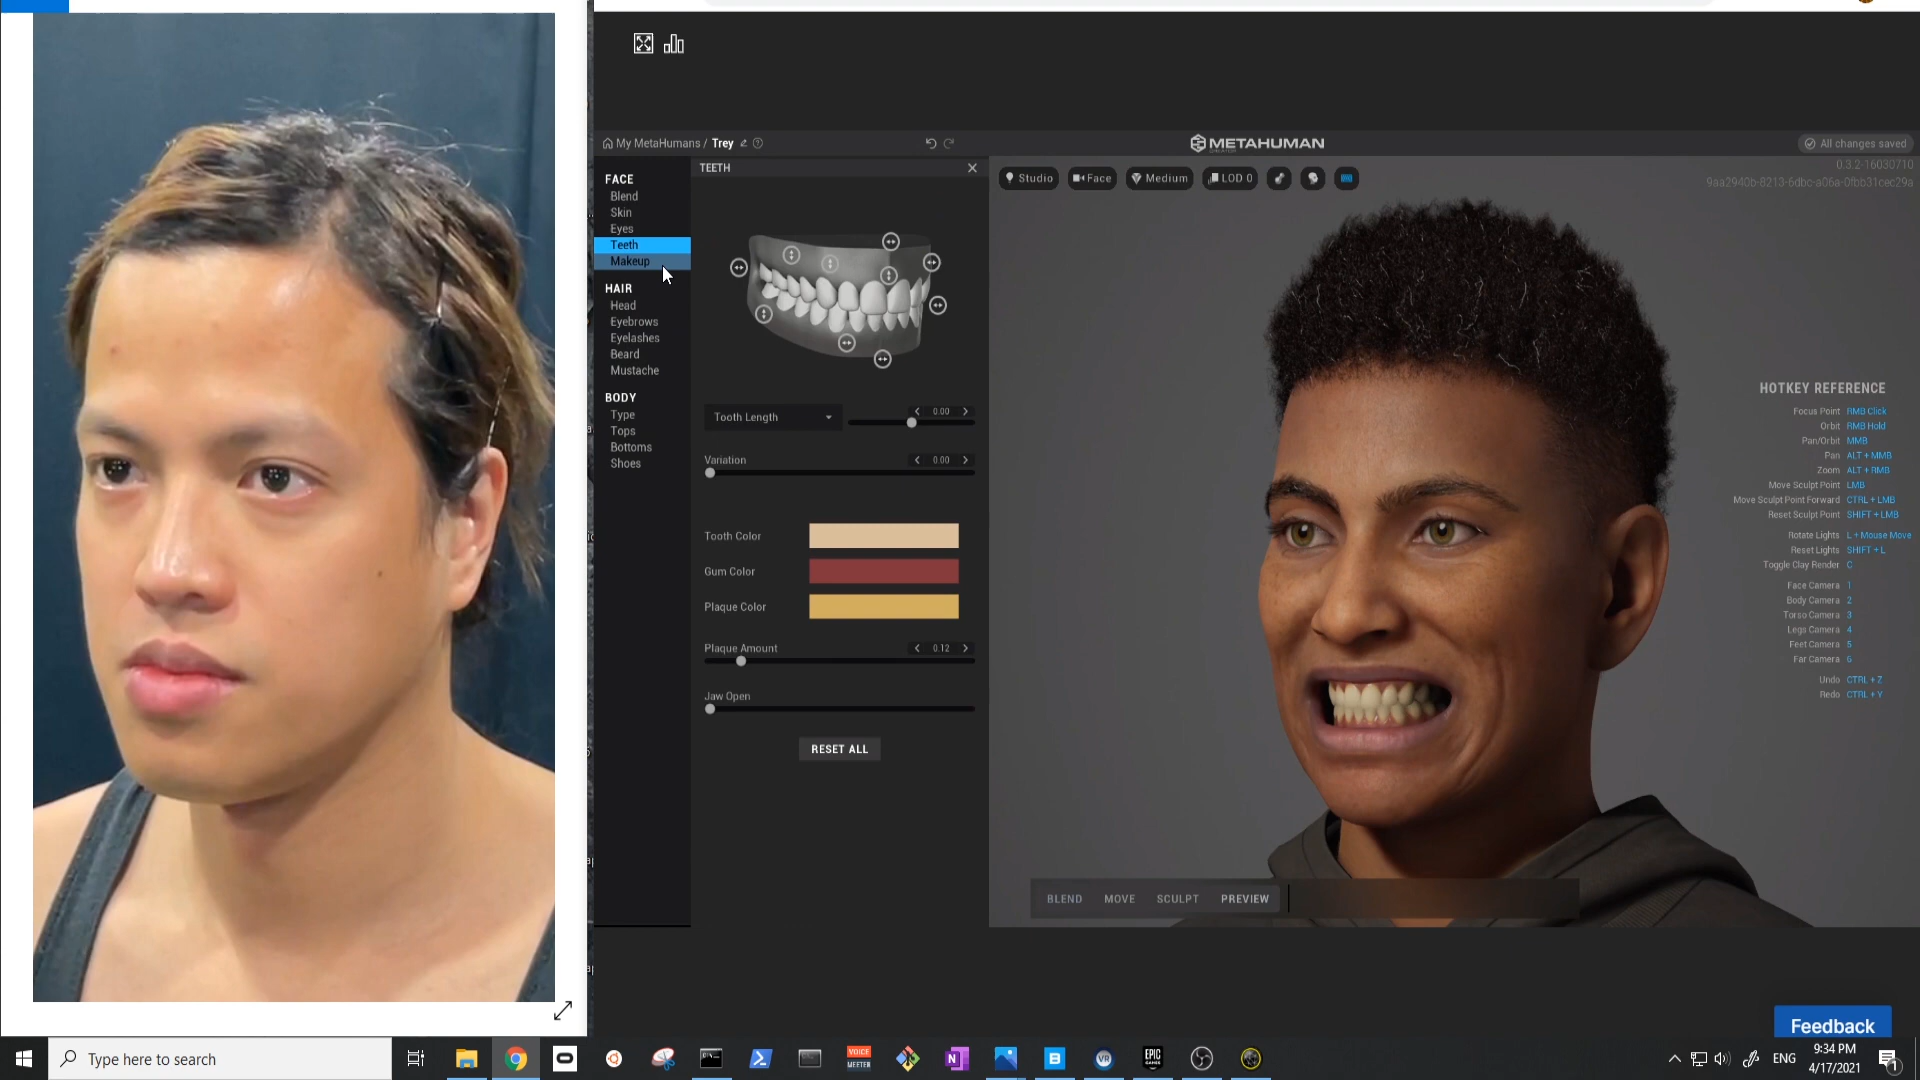 My MetaHumans / Trey
METAHUMAN
CREATOR
All changes saved
0.3.2-16030710
9aa2940b-8213-6dbc-a06a-0fbb31cec29a
FACE
Blend
Skin
Eyes
Teeth
Makeup
HAIR
Head
Eyebrows
Eyelashes
Beard
Mustache
BODY
Type
Tops
Bottoms
Shoes
TEETH
Tooth Length
0.00
Variation
0.00
Tooth Color
Gum Color
Plaque Color
Plaque Amount
0.12
Jaw Open
RESET ALL
Studio
Face
Medium
LOD 0
HOTKEY REFERENCE
Focus Point RMB Click
Orbit RMB Hold
Pan/Orbit MMB
Pan ALT + MMB
Zoom ALT + RMB
Move Sculpt Point LMB
Move Sculpt Point Forward CTRL + LMB
Reset Sculpt Point SHIFT + LMB
Rotate Lights L + Mouse Move
Reset Lights SHIFT + L
Toggle Clay Render C
Face Camera 1
Body Camera 2
Torso Camera 3
Legs Camera 4
Feet Camera 5
Far Camera 6
Undo CTRL + Z
Redo CTRL + Y
BLEND MOVE SCULPT PREVIEW
Feedback
Type here to search
VOICE
MEETER
N
B
VR
EPIC
GAMES
ENG
9:34 PM
4/17/2021
1